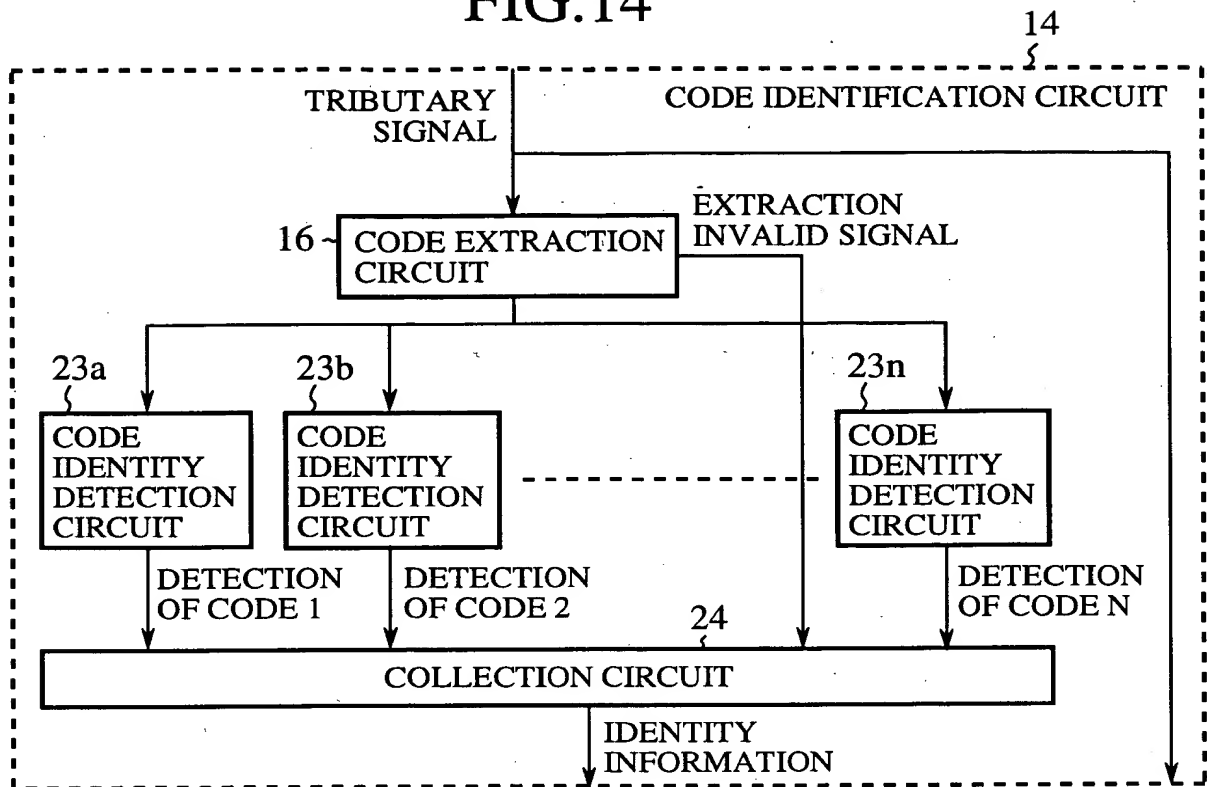 FIG.14
14
TRIBUTARY
SIGNAL
CODE IDENTIFICATION CIRCUIT
EXTRACTION
INVALID SIGNAL
16
CODE EXTRACTION
CIRCUIT
23a
23b
23n
CODE
IDENTITY
DETECTION
CIRCUIT
CODE
IDENTITY
DETECTION
CIRCUIT
CODE
IDENTITY
DETECTION
CIRCUIT
DETECTION
OF CODE 1
DETECTION
OF CODE 2
DETECTION
OF CODE N
24
COLLECTION CIRCUIT
IDENTITY
INFORMATION